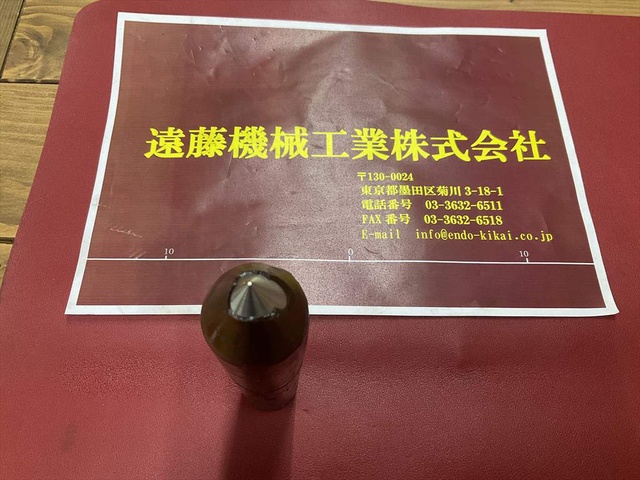 遠藤機械工業株式会社
〒130-0024
東京都墨田区菊川 3-18-1
電話番号 03-3632-6511
FAX 番号 03-3632-6518
E-mail info@endo-kikai.co.jp
10 0 10